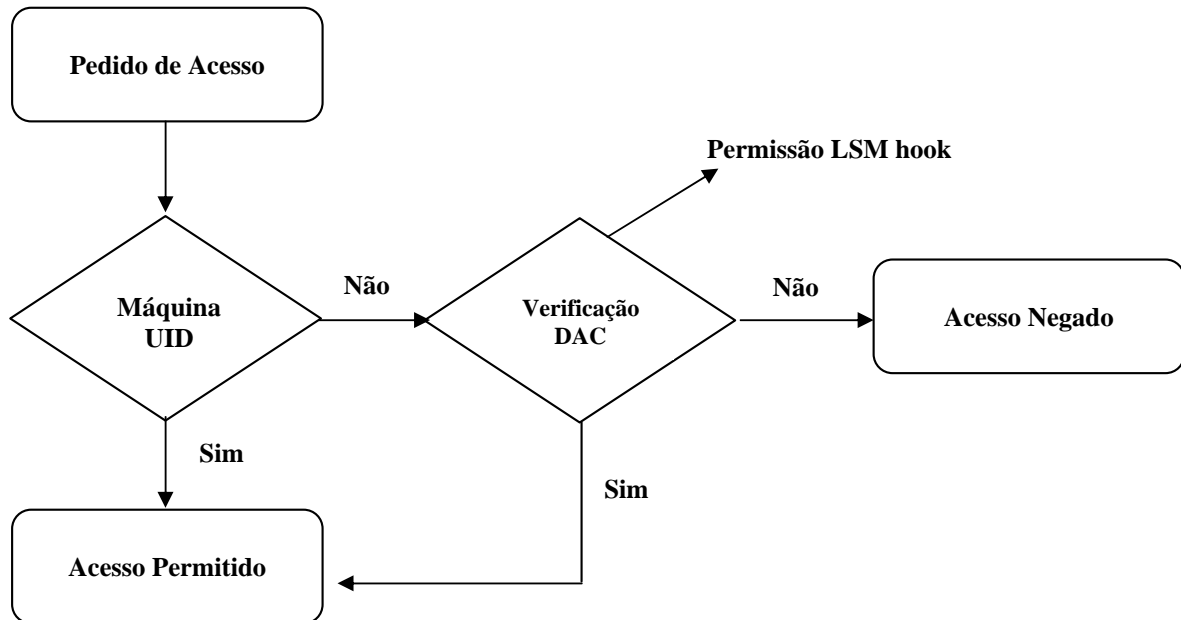 Pedido de Acesso
Permissão LSM hook
Máquina
UID
Não
Verificação
DAC
Não
Acesso Negado
Sim
Sim
Acesso Permitido